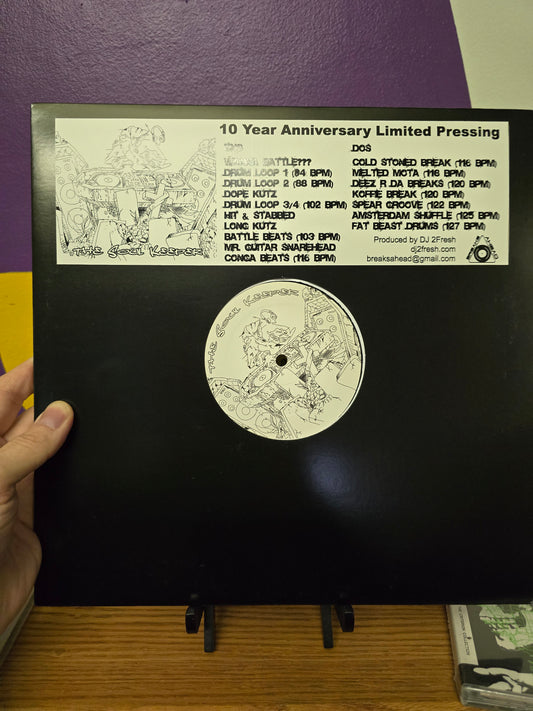 10 Year Anniversary Limited Pressing
BATTLE???
DRUM LOOP 1 (94 BPM)
DRUM LOOP 2 (88 BPM)
DOPE KUTZ
DRUM LOOP 3/4 (102 BPM)
HIT & STABBED
LONG KUTZ
BATTLE BEATS (103 BPM)
MR. GUITAR SNAREHEAD
CONGA BEATS (116 BPM)
DOS
COLD STONED BREAK (116 BPM)
MELTED MOTA (118 BPM)
DEEZ R DA BREAKS (120 BPM)
KOFFIE BREAK (120 BPM)
SPEAR GROOVE (122 BPM)
AMSTERDAM SHUFFLE (125 BPM)
FAT BEAST DRUMS (127 BPM)
Produced by DJ 2Fresh
dj2fresh.com
breaksahead@gmail.com
THE SOUL KEEPER
THE SOUL KEEPER